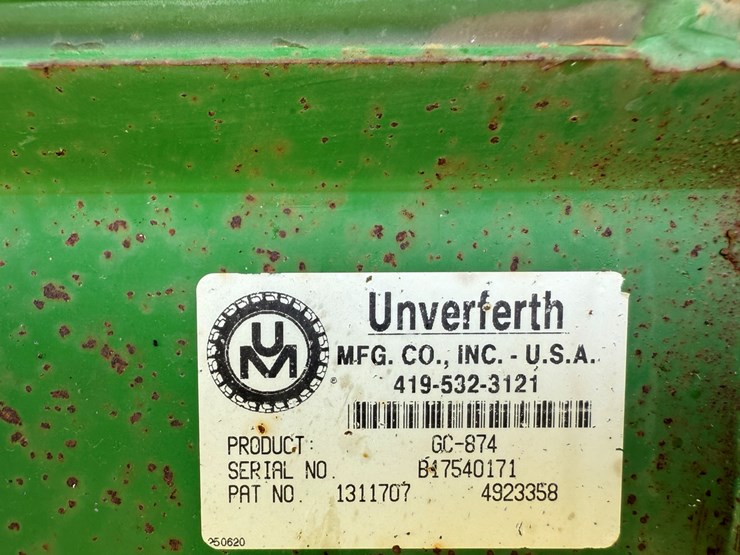 UM
Unverferth
MFG. CO., INC. - U.S.A.
®
419-532-3121
PRODUCT: GC-874
SERIAL NO. B17540171
PAT NO. 1311707 4923358
250620